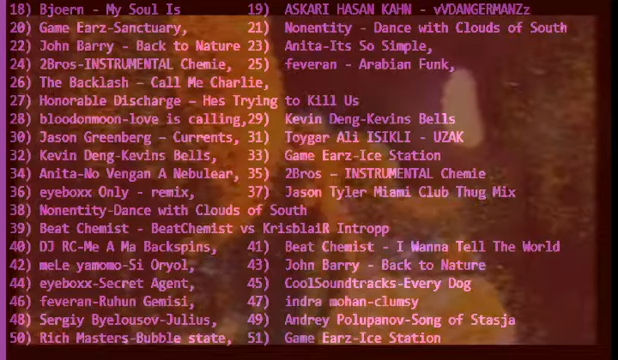 18) Bjoern - My Soul Is 19) ASKARI HASAN KAHN - vVDANGERMANZz
20) Game Earz-Sanctuary, 21) Nonentity - Dance with Clouds of South
22) John Barry - Back to Nature 23) Anita-Its So Simple,
24) 2Bros-INSTRUMENTAL Chemie, 25) feveran - Arabian Funk,
26) The Backlash – Call Me Charlie,
27) Honorable Discharge – Hes Trying to Kill Us
28) bloodonmoon-love is calling,29) Kevin Deng-Kevins Bells
30) Jason Greenberg – Currents, 31) Toygar Ali ISIKLI - UZAK
32) Kevin Deng-Kevins Bells, 33) Game Earz-Ice Station
34) Anita-No Vengan A Nebulear, 35) 2Bros – INSTRUMENTAL Chemie
36) eyeboxx Only - remix, 37) Jason Tyler Miami Club Thug Mix
38) Nonentity-Dance with Clouds of South
39) Beat Chemist - BeatChemist vs KrisblaiR Intropp
40) DJ RC-Me A Ma Backspins, 41) Beat Chemist - I Wanna Tell The World
42) meLe yamomo-Si Oryol, 43) John Barry - Back to Nature
44) eyeboxx-Secret Agent, 45) CoolSoundtracks-Every Dog
46) feveran-Ruhun Gemisi, 47) indra mohan-clumsy
48) Sergiy Byelousov-Julius, 49) Andrey Polupanov-Song of Stasja
50) Rich Masters-Bubble state, 51) Game Earz-Ice Station